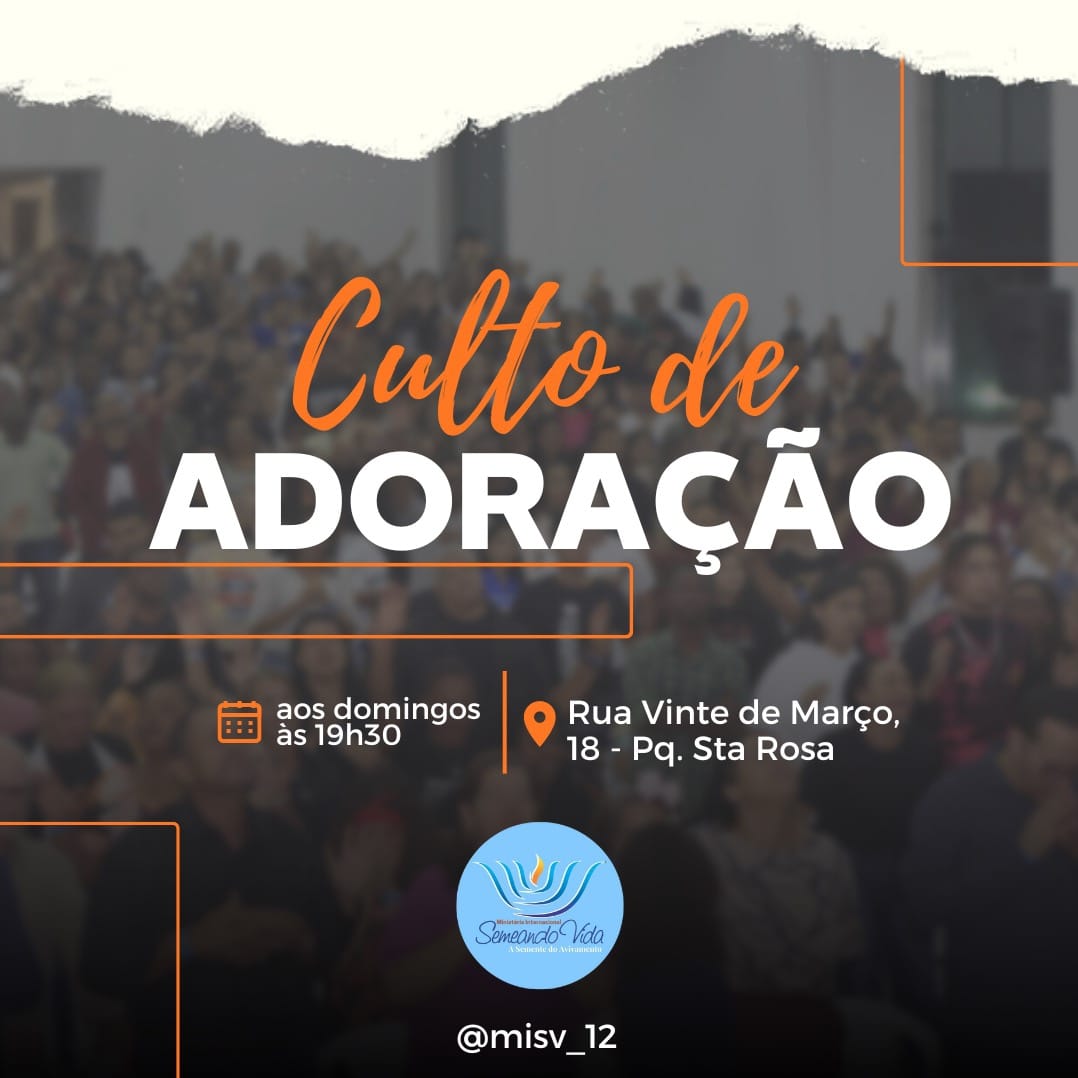 Culto de
ADORAÇÃO
aos domingos
às 19h30
Rua Vinte de Março,
18 - Pq. Sta Rosa
Ministério Internacional
Semeando Vida
A Semente do Avivamento
@misv_12